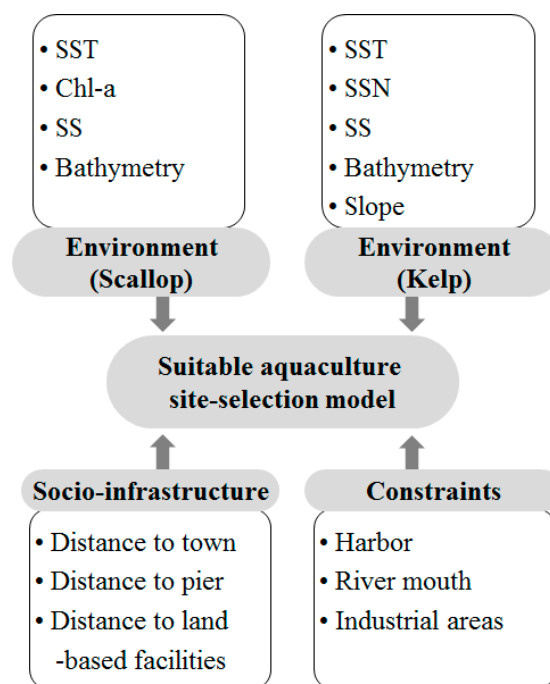 • SST
• Chl-a
• SS
• Bathymetry
Environment
(Scallop)
• SST
• SSN
• SS
• Bathymetry
• Slope
Environment
(Kelp)
Suitable aquaculture
site-selection model
Socio-infrastructure
• Distance to town
• Distance to pier
• Distance to land
-based facilities
Constraints
• Harbor
• River mouth
• Industrial areas